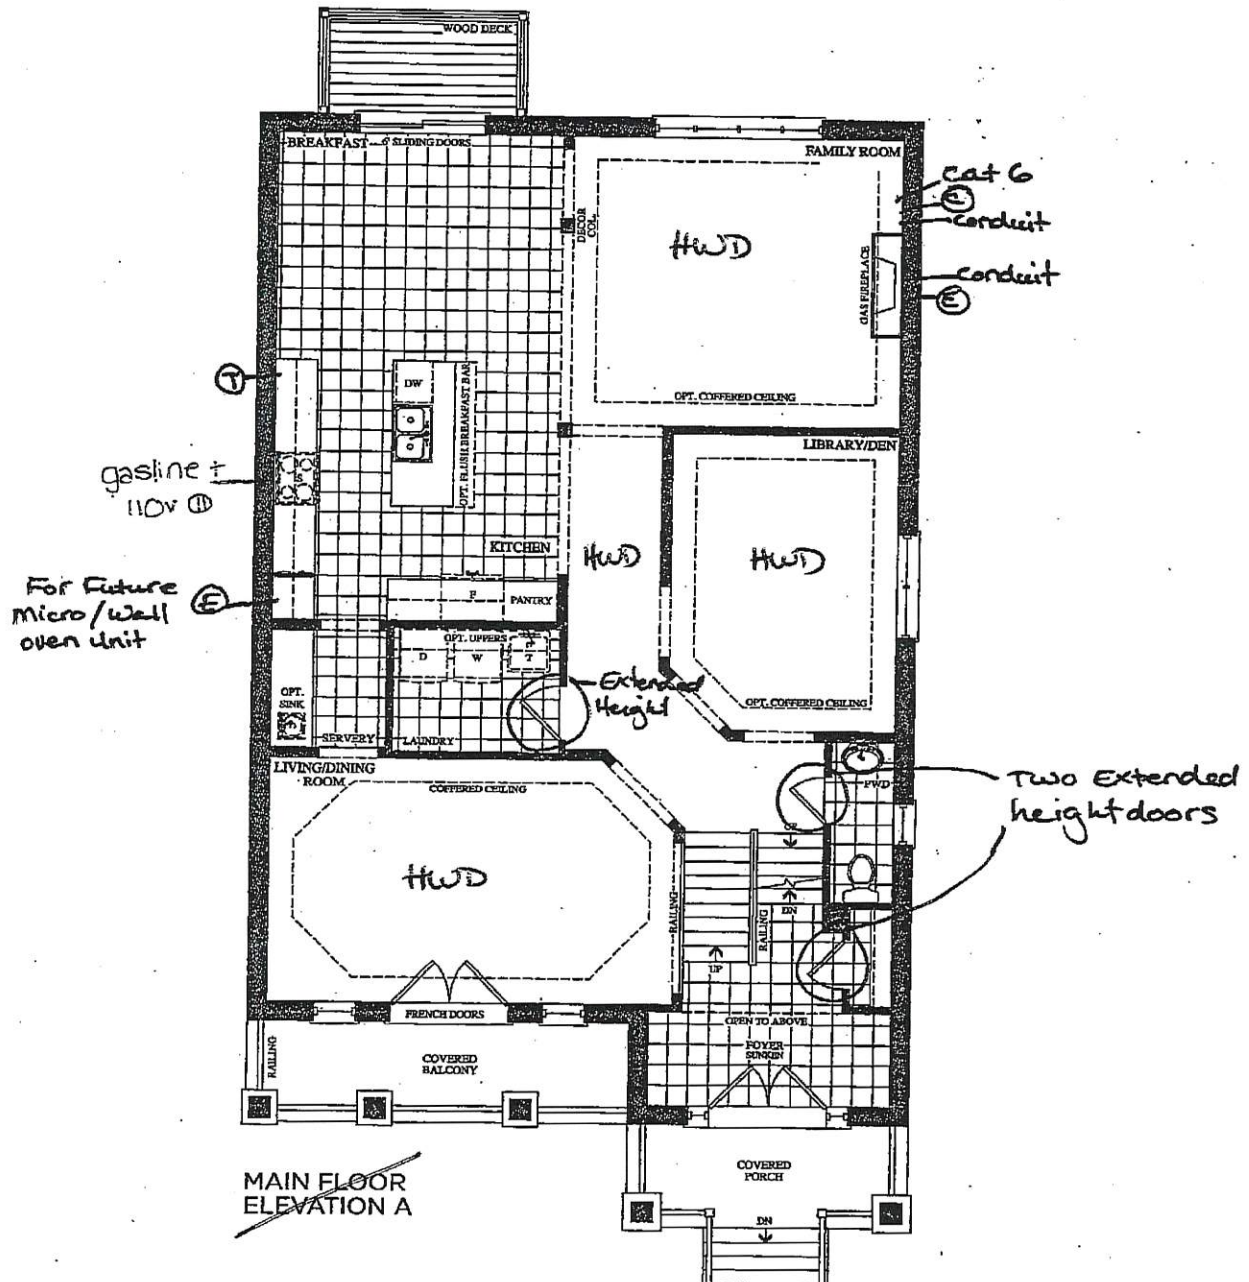 WOOD DECK
BREAKFAST
6' SLIDING DOORS
FAMILY ROOM
Cat 6
E
conduit
DECOR
COL.
HWD
GAS FIREPLACE
conduit
E
T
DW
OPT. FLUSH BREAKFAST BAR
OPT. COFFERED CEILING
LIBRARY/DEN
gasline +
110v
S
KITCHEN
HWD
HWD
For Future
Micro/Wall
oven unit
E
F
PANTRY
OPT. UPPERS
D
W
T
Extended
Height
OPT.
SINK
OPT. COFFERED CEILING
SERVERY
LAUNDRY
LIVING/DINING
ROOM
COFFERED CEILING
PWD
Two Extended
height doors
HWD
DN
RAILING
RAILING
UP
FRENCH DOORS
OPEN TO ABOVE
FOYER
SUNKEN
RAILING
COVERED
BALCONY
COVERED
PORCH
MAIN FLOOR
ELEVATION A
DN